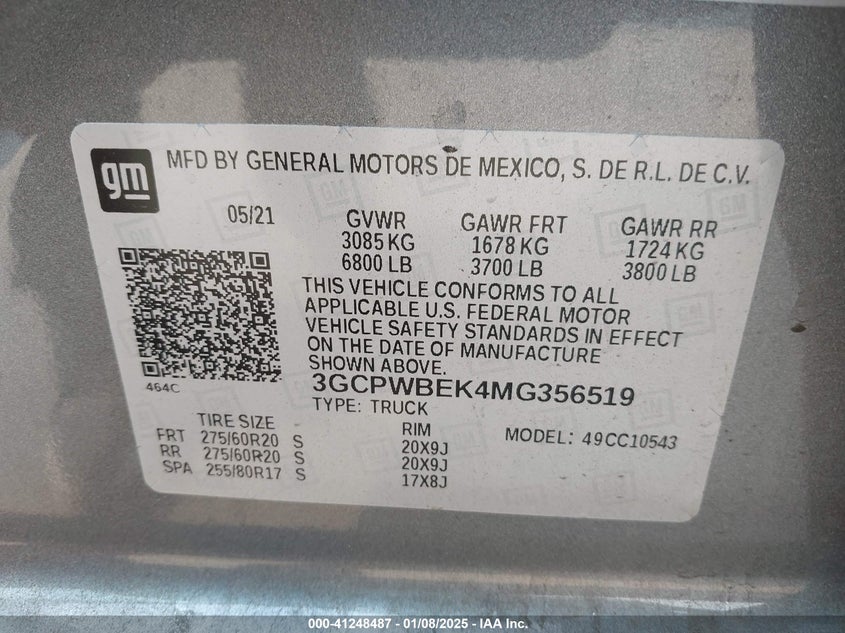 gm
MFD BY GENERAL MOTORS DE MEXICO, S. DE R.L. DE C.V.
05/21 GVWR GAWR FRT GAWR RR
3085 KG 1678 KG 1724 KG
6800 LB 3700 LB 3800 LB
THIS VEHICLE CONFORMS TO ALL
APPLICABLE U.S. FEDERAL MOTOR
VEHICLE SAFETY STANDARDS IN EFFECT
ON THE DATE OF MANUFACTURE
SHOWN ABOVE.
464C
3GCPWBEK4MG356519
TYPE: TRUCK
TIRE SIZE RIM MODEL: 49CC10543
FRT 275/60R20 S 20X9J
RR 275/60R20 S 20X9J
SPA 255/80R17 S 17X8J
000-41248487 - 01/08/2025 - IAA Inc.